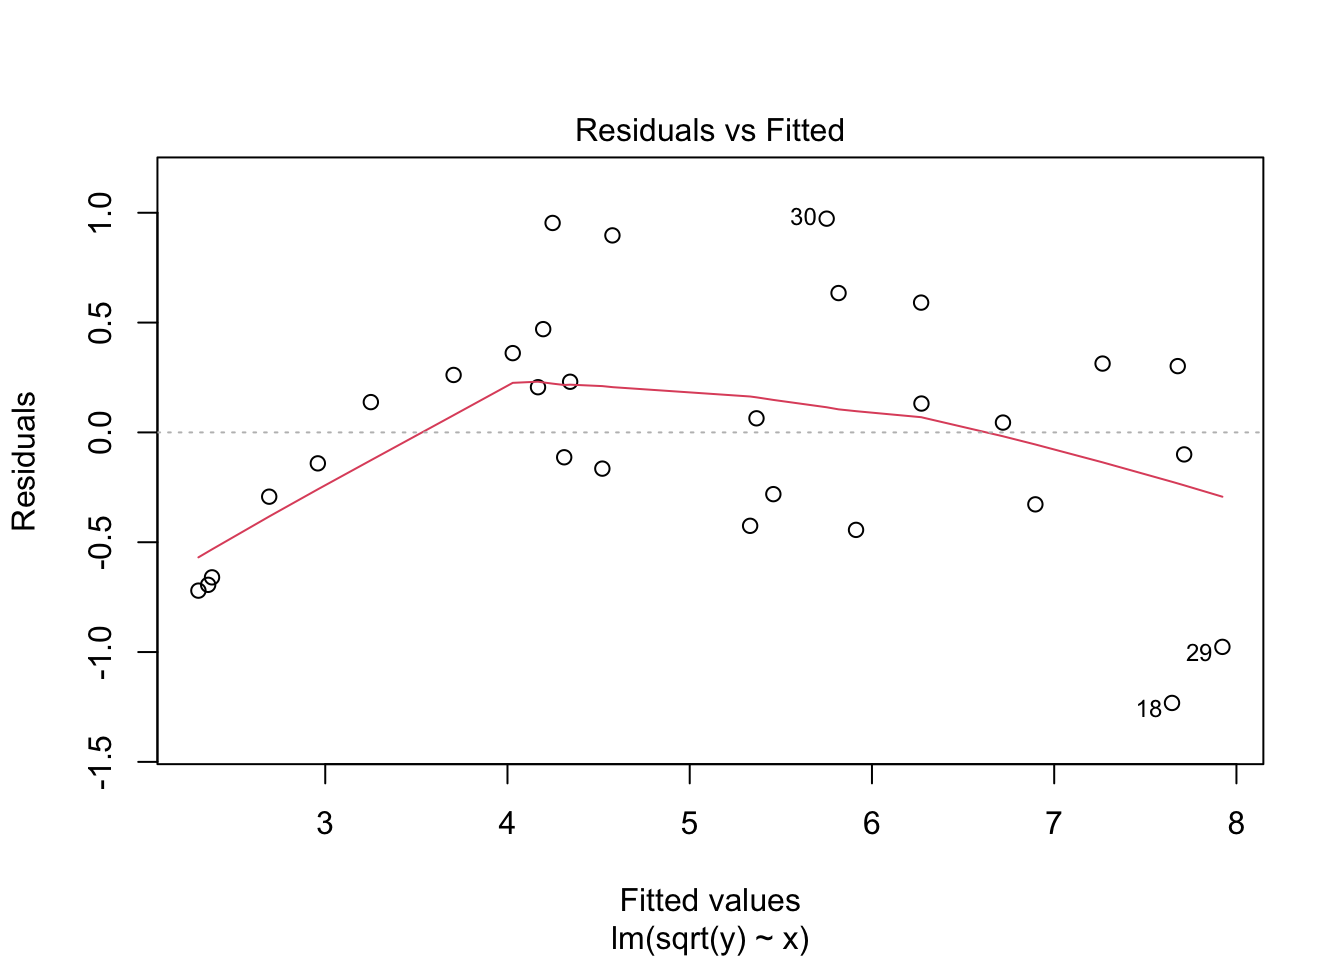 Residuals vs Fitted
1.0
0.5
0.0
-0.5
-1.0
-1.5
Residuals
30
29
18
3 4 5 6 7 8
Fitted values
lm(sqrt(y) ~ x)